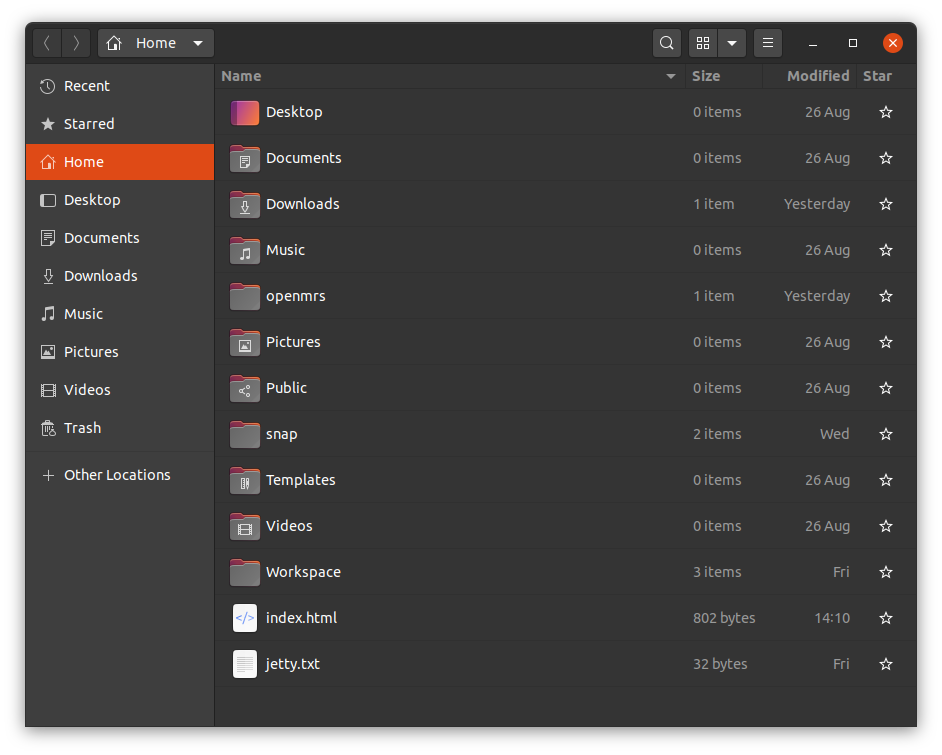 Home
Name Size Modified Star
Recent
Starred
Home
Desktop
Documents
Downloads
Music
Pictures
Videos
Trash
Other Locations
Desktop 0 items 26 Aug
Documents 0 items 26 Aug
Downloads 1 item Yesterday
Music 0 items 26 Aug
openmrs 1 item Yesterday
Pictures 0 items 26 Aug
Public 0 items 26 Aug
snap 2 items Wed
Templates 0 items 26 Aug
Videos 0 items 26 Aug
Workspace 3 items Fri
</> index.html 802 bytes 14:10
jetty.txt 32 bytes Fri